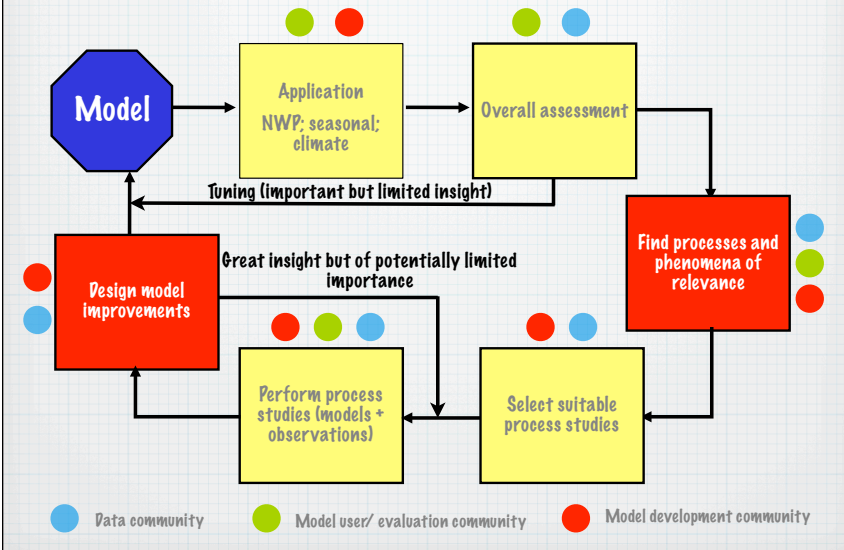 Model
Application
NWP; seasonal;
climate
Overall assessment
Tuning (important but limited insight)
Find processes and
phenomena of
relevance
Great insight but of potentially limited
importance
Design model
improvements
Perform process
studies (models +
observations)
Select suitable
process studies
Data community
Model user/ evaluation community
Model development community